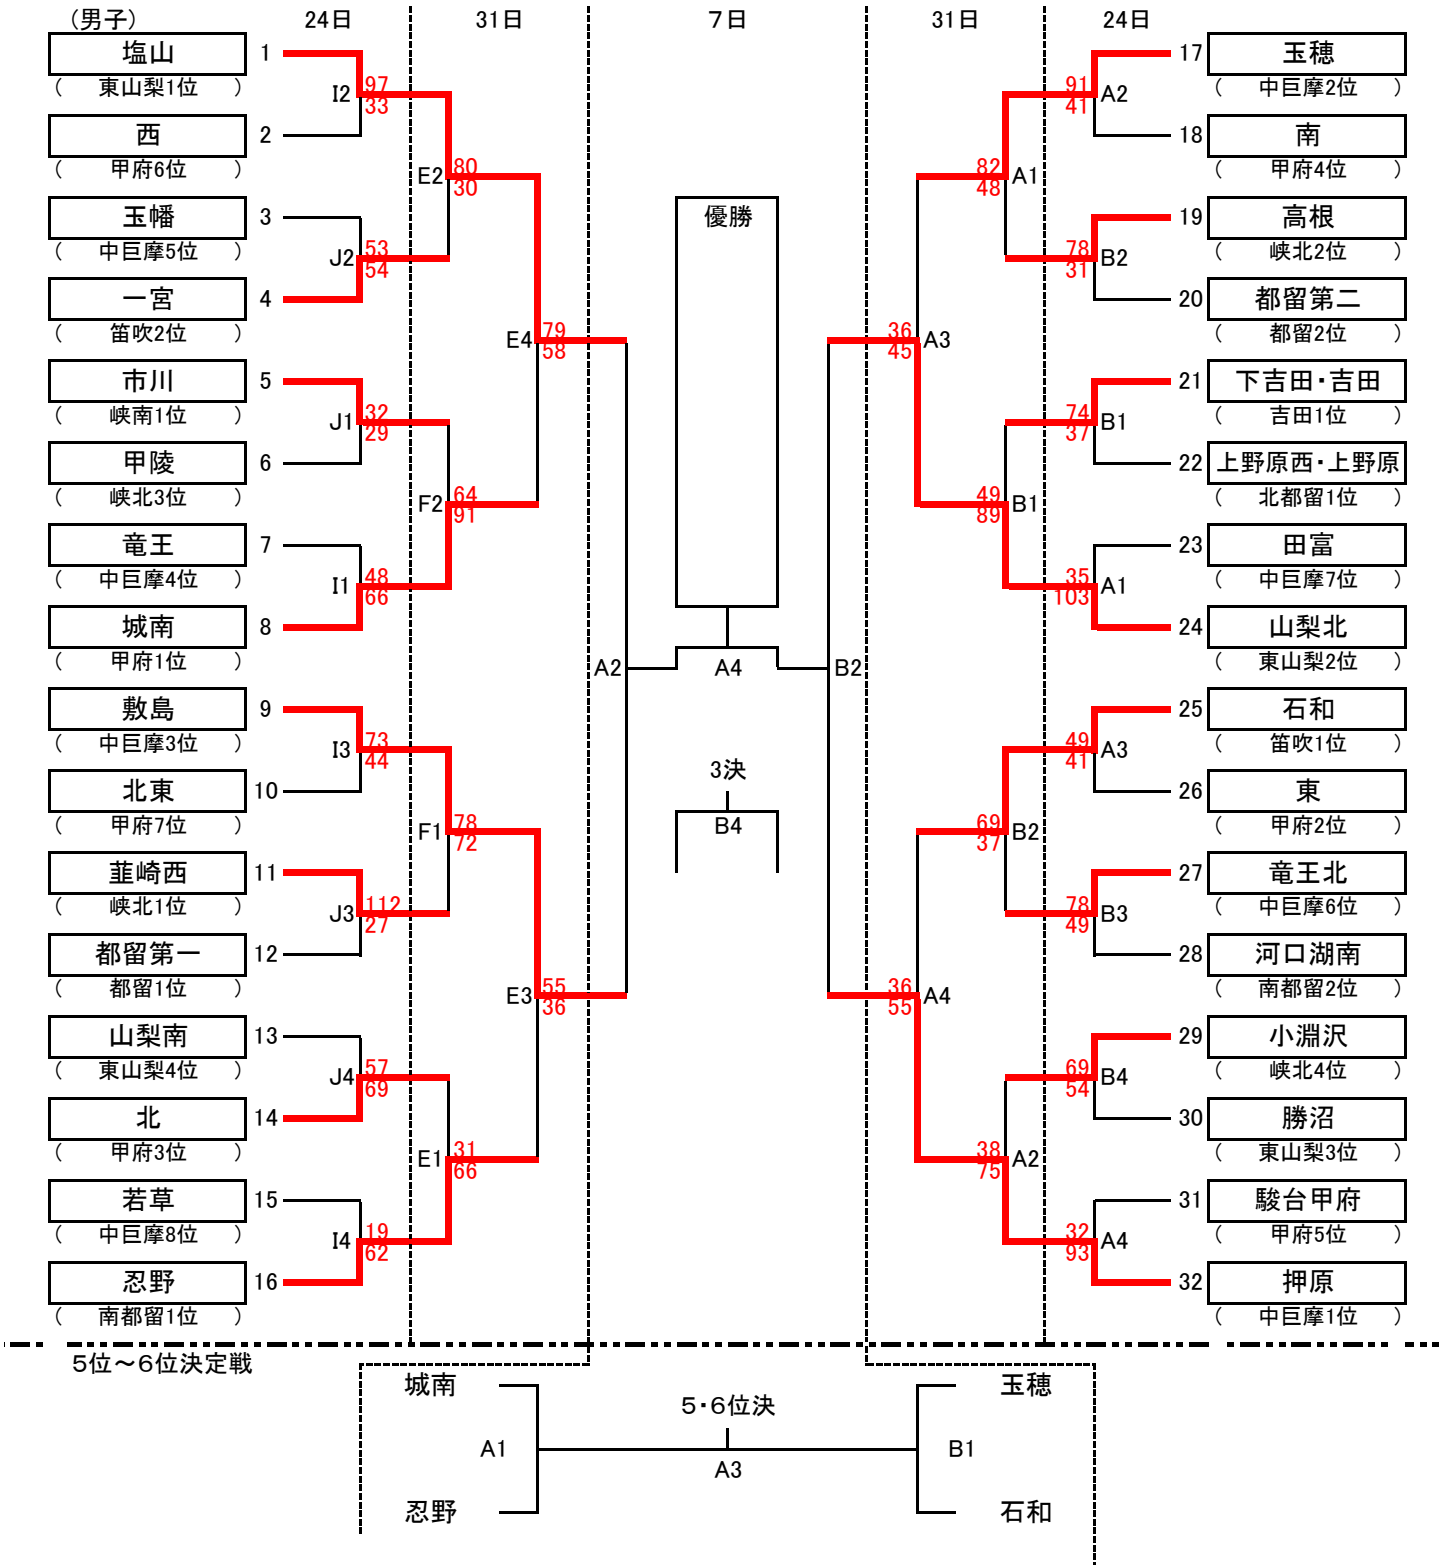 （男子）
24日
31日
７日
31日
24日
塩山
1
（　東山梨1位　）
I2
97
33
西
2
（　甲府6位　）
E2
80
30
玉幡
3
（　中巨摩5位　）
J2
53
54
一宮
4
（　笛吹2位　）
E4
79
58
市川
5
（　峡南1位　）
J1
32
29
甲陵
6
（　峡北3位　）
F2
64
91
竜王
7
（　中巨摩4位　）
I1
48
66
城南
8
（　甲府1位　）
A2
敷島
9
（　中巨摩3位　）
I3
73
44
北東
10
（　甲府7位　）
F1
78
72
韮崎西
11
（　峡北1位　）
J3
112
27
都留第一
12
（　都留1位　）
E3
55
36
山梨南
13
（　東山梨4位　）
J4
57
69
北
14
（　甲府3位　）
E1
31
66
若草
15
（　中巨摩8位　）
I4
19
62
忍野
16
（　南都留1位　）
優勝
A4
3決
B4
17
玉穂
（　中巨摩2位　）
91
41
A2
18
南
（　甲府4位　）
82
48
A1
19
高根
（　峡北2位　）
78
31
B2
20
都留第二
（　都留2位　）
36
45
A3
21
下吉田・吉田
（　吉田1位　）
74
37
B1
22
上野原西・上野原
（　北都留1位　）
49
89
B1
23
田富
（　中巨摩7位　）
35
103
A1
24
山梨北
（　東山梨2位　）
B2
25
石和
（　笛吹1位　）
49
41
A3
26
東
（　甲府2位　）
69
37
B2
27
竜王北
（　中巨摩6位　）
78
49
B3
28
河口湖南
（　南都留2位　）
36
55
A4
29
小淵沢
（　峡北4位　）
69
54
B4
30
勝沼
（　東山梨3位　）
38
75
A2
31
駿台甲府
（　甲府5位　）
32
93
A4
32
押原
（　中巨摩1位　）
５位～６位決定戦
城南
玉穂
５・６位決
A1
B1
A3
忍野
石和